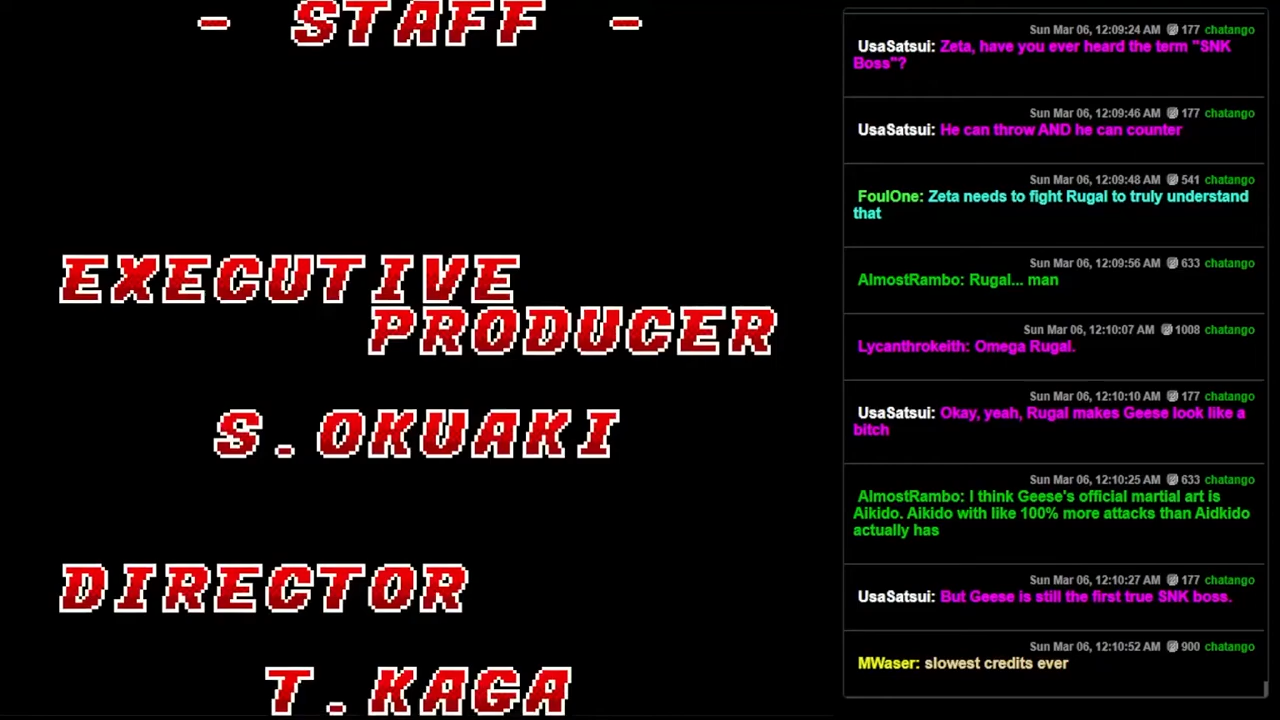 - STAFF -
EXECUTIVE
PRODUCER
S.OKUAKI
DIRECTOR
T.KAGA
Sun Mar 06, 12:09:24 AM 177 chatango
UsaSatsui: Zeta, have you ever heard the term "SNK
Boss"?
Sun Mar 06, 12:09:46 AM 177 chatango
UsaSatsui: He can throw AND he can counter
Sun Mar 06, 12:09:48 AM 541 chatango
FoulOne: Zeta needs to fight Rugal to truly understand
that
Sun Mar 06, 12:09:56 AM 633 chatango
AlmostRambo: Rugal... man
Sun Mar 06, 12:10:07 AM 1008 chatango
Lycanthrokeith: Omega Rugal.
Sun Mar 06, 12:10:10 AM 177 chatango
UsaSatsui: Okay, yeah, Rugal makes Geese look like a
bitch
Sun Mar 06, 12:10:25 AM 633 chatango
AlmostRambo: I think Geese's official martial art is
Aikido. Aikido with like 100% more attacks than Aidkido
actually has
Sun Mar 06, 12:10:27 AM 177 chatango
UsaSatsui: But Geese is still the first true SNK boss.
Sun Mar 06, 12:10:52 AM 900 chatango
MWaser: slowest credits ever